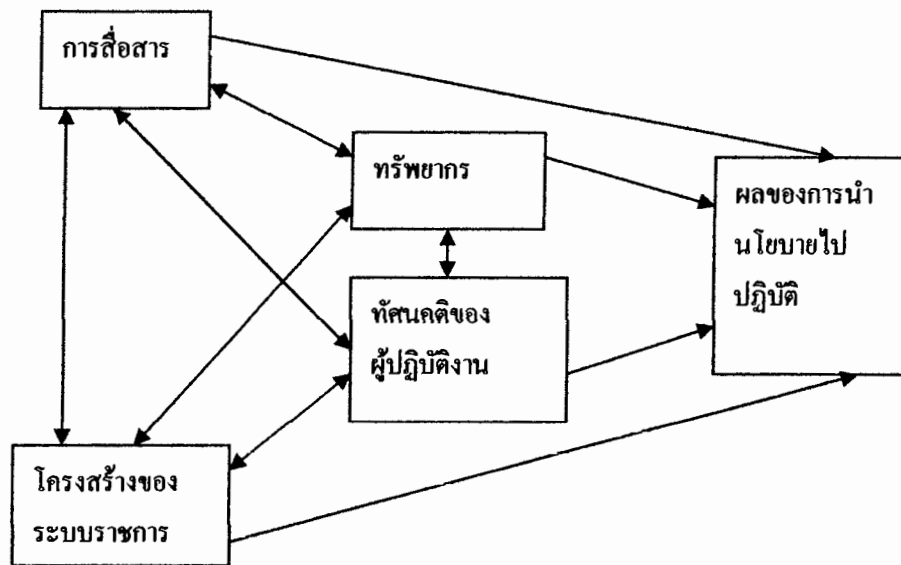 การสื่อสาร
ทรัพยากร
ผลของการนำ
นโยบายไป
ปฏิบัติ
ทัศนคติของ
ผู้ปฏิบัติงาน
โครงสร้างของ
ระบบราชการ